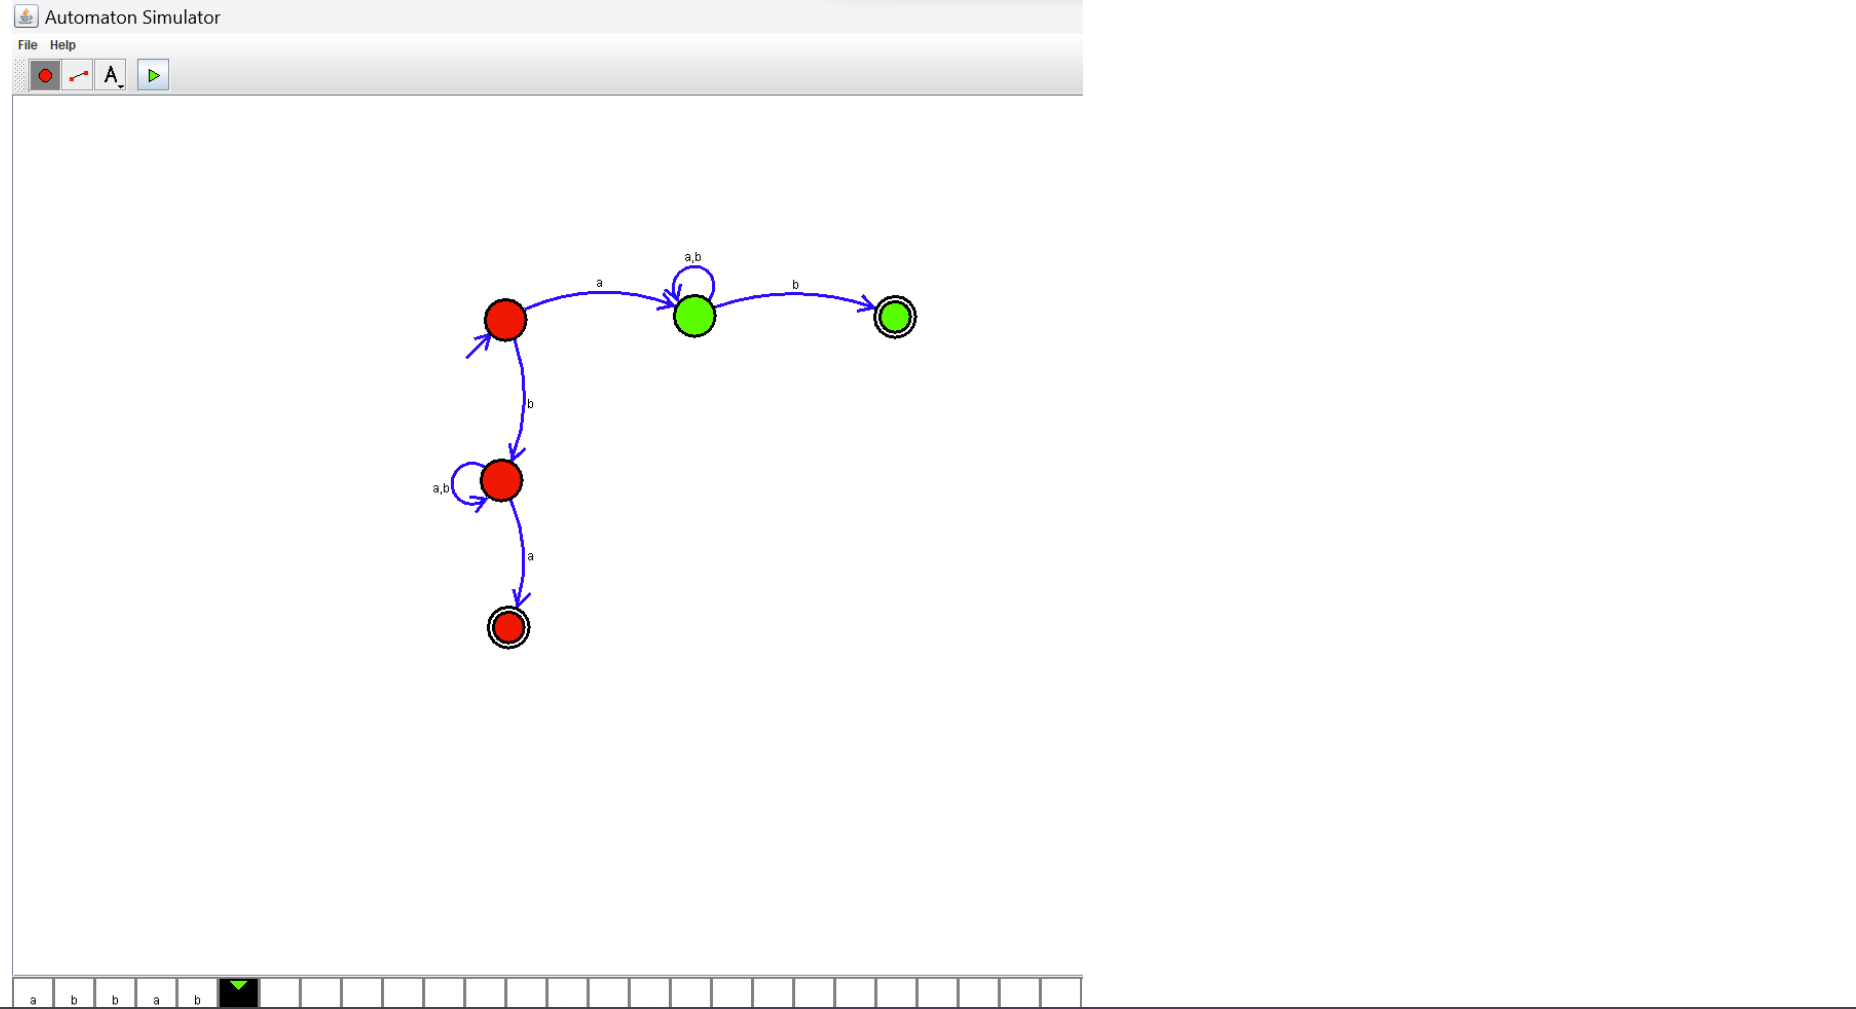 Automaton Simulator
File Help
A
a,b
a
b
b
a,b
a
a b b a b